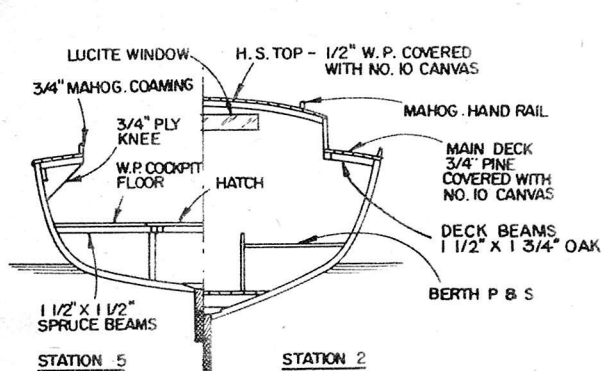 LUCITE WINDOW
H.S. TOP - 1/2" W.P. COVERED
WITH NO. 10 CANVAS
3/4" MAHOG. COAMING
MAHOG. HAND RAIL
3/4" PLY
KNEE
MAIN DECK
3/4" PINE
COVERED WITH
NO. 10 CANVAS
W.P. COCKPIT
FLOOR
HATCH
DECK BEAMS
1 1/2" X 1 3/4" OAK
BERTH P & S
1 1/2" X 1 1/2"
SPRUCE BEAMS
STATION 5
STATION 2